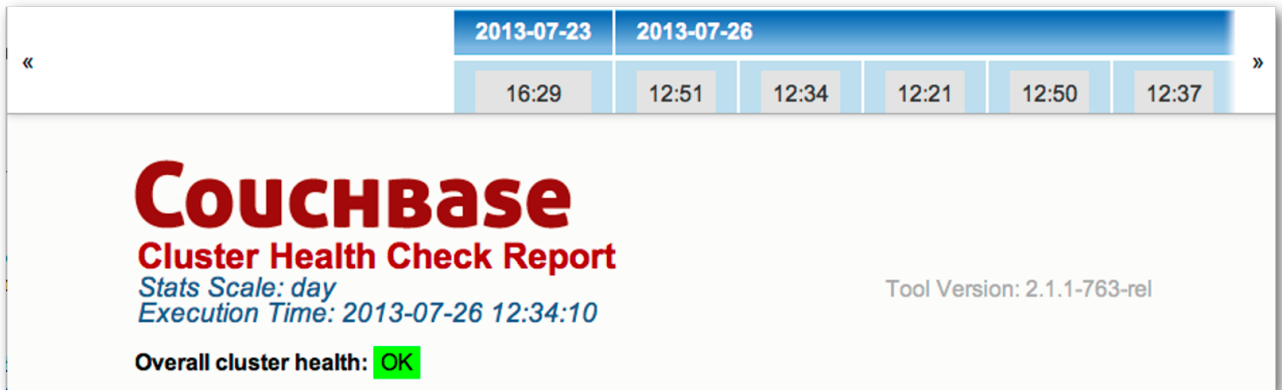 2013-07-23 2013-07-26
« 16:29 12:51 12:34 12:21 12:50 12:37 »
COUCHBASE
Cluster Health Check Report
Stats Scale: day
Execution Time: 2013-07-26 12:34:10
Tool Version: 2.1.1-763-rel
Overall cluster health: OK